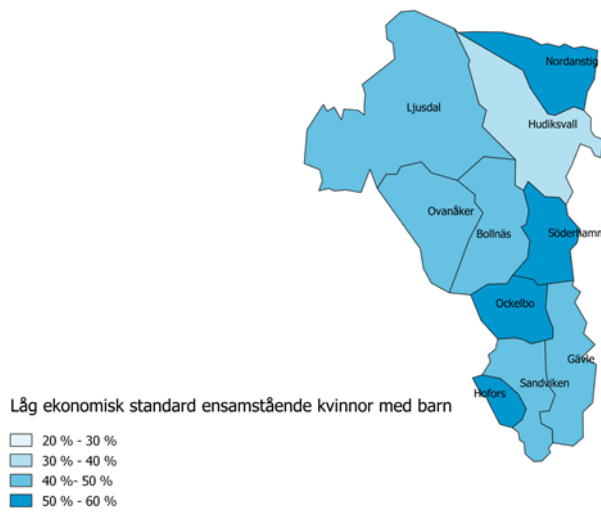 Nordanstig
Ljusdal
Hudiksvall
Ovanåker
Bollnäs
Söderhamn
Ockelbo
Gävle
Sandviken
Hofors
Låg ekonomisk standard ensamstående kvinnor med barn
20 % - 30 %
30 % - 40 %
40 %- 50 %
50 % - 60 %